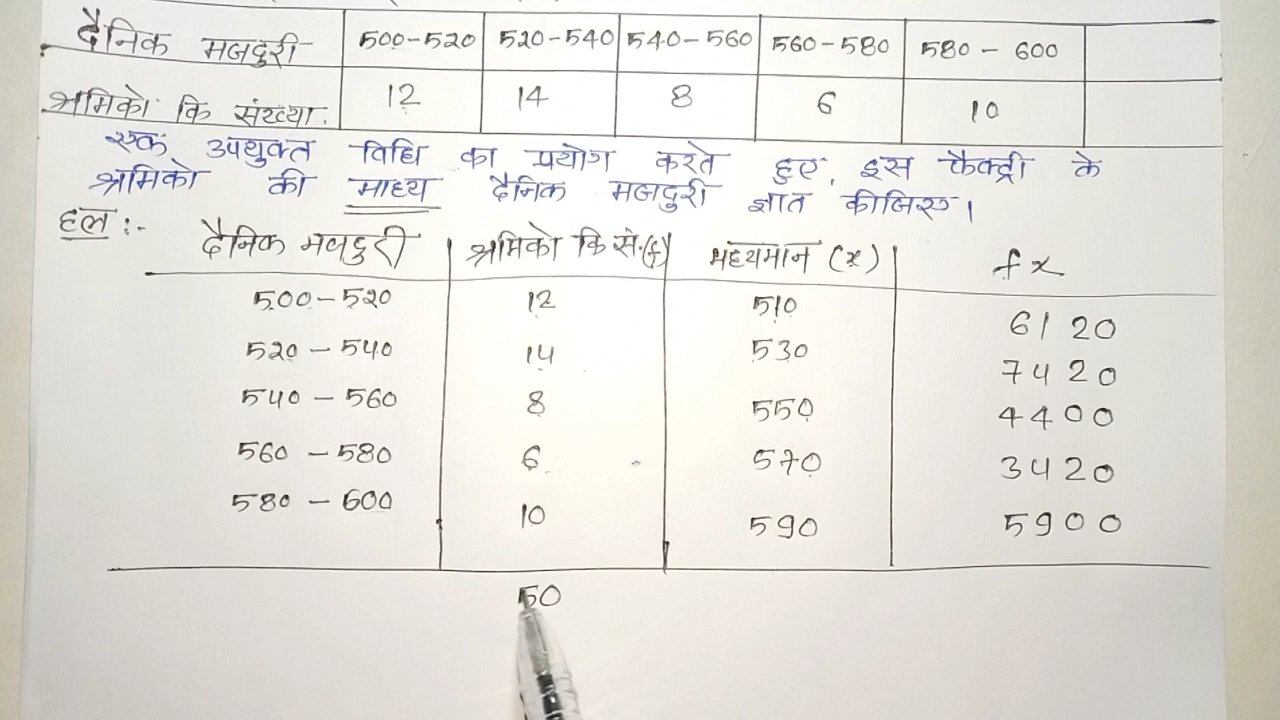 दैनिक मजदुरी 500-520 520-540 540-560 560-580 580 - 600
श्रमिको कि संख्या. 12 14 8 6 10
एक उपयुक्त विधि का प्रयोग करते हुए, इस फैक्ट्री के
श्रमिको की माध्य दैनिक मजदुरी ज्ञात कीजिए।
हल :-
दैनिक मजदुरी श्रमिको कि सं.(f) मध्यमान (x) fx
500-520 12 510 6120
520-540 14 530 7420
540-560 8 550 4400
560-580 6 570 3420
580-600 10 590 5900
50